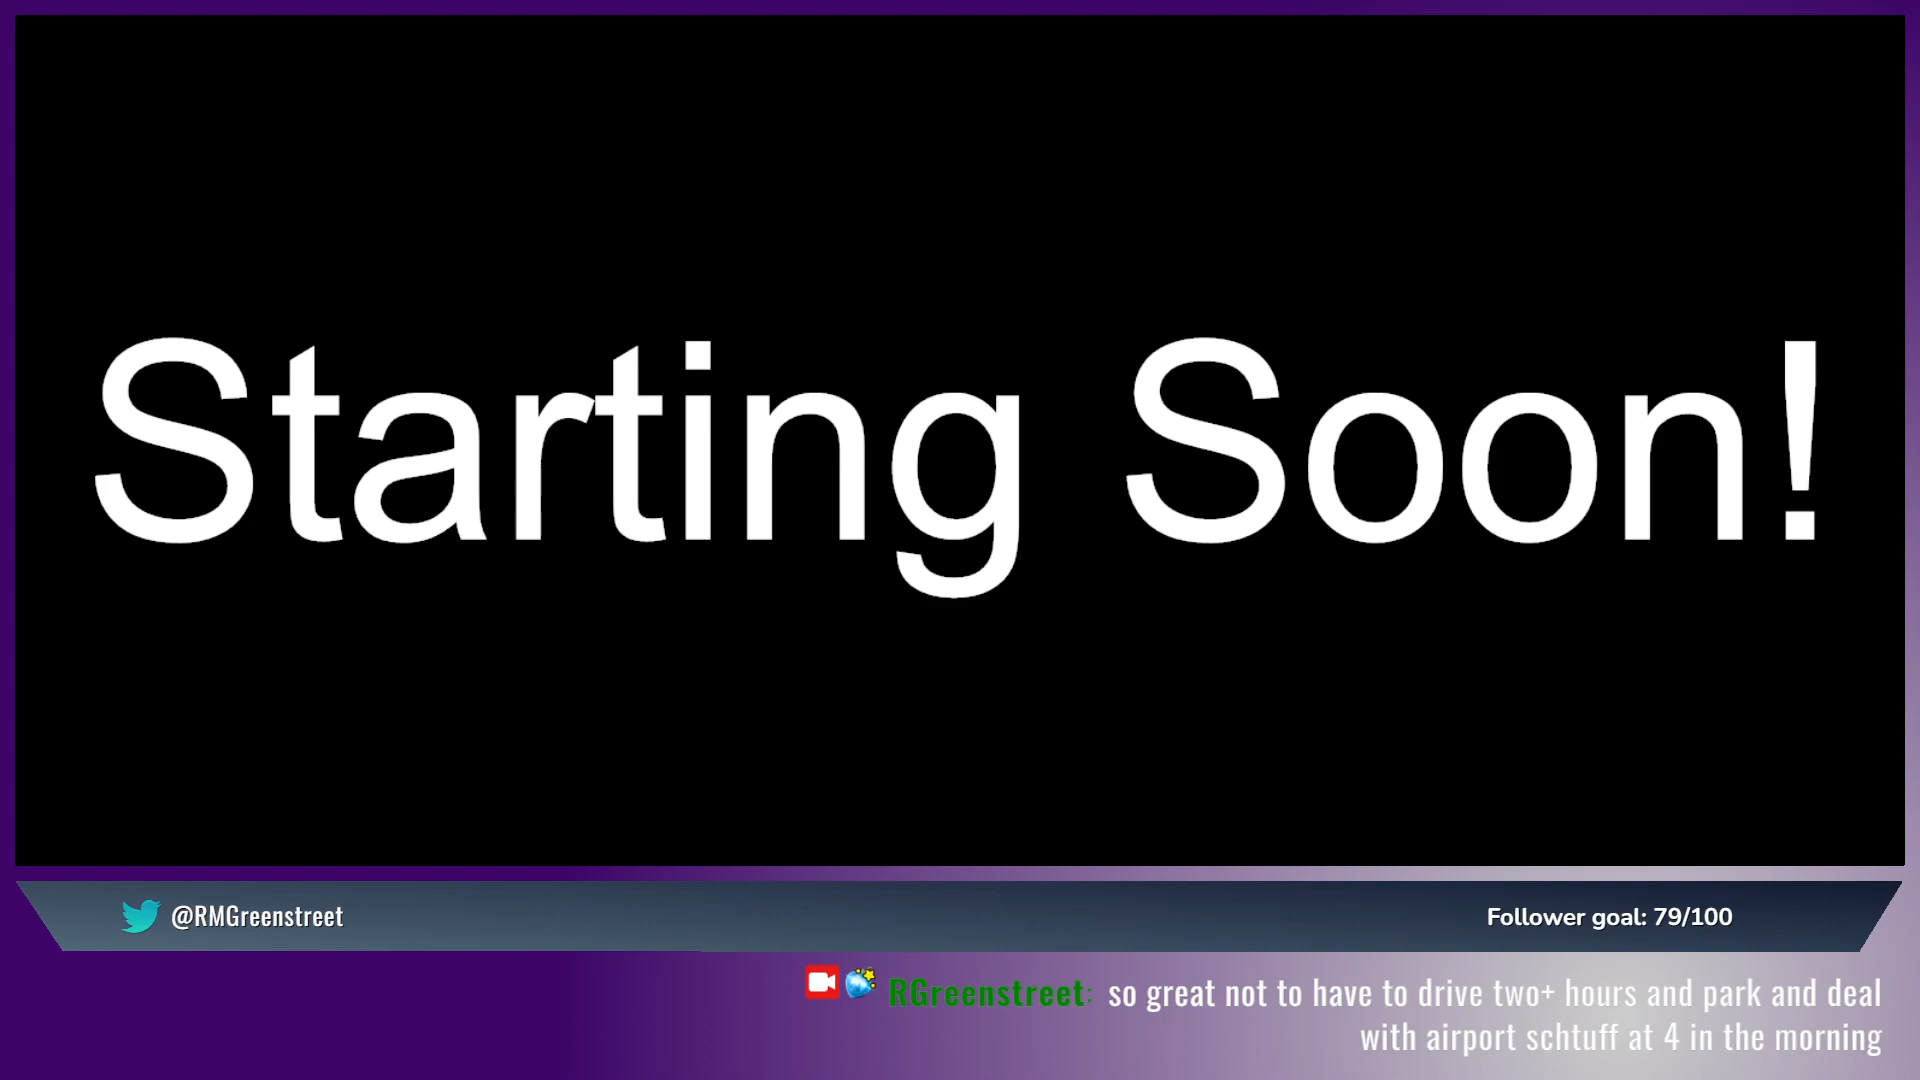 Starting Soon!
@RMGreenstreet
Follower goal: 79/100
RGreenstreet: so great not to have to drive two+ hours and park and deal
with airport schtuff at 4 in the morning